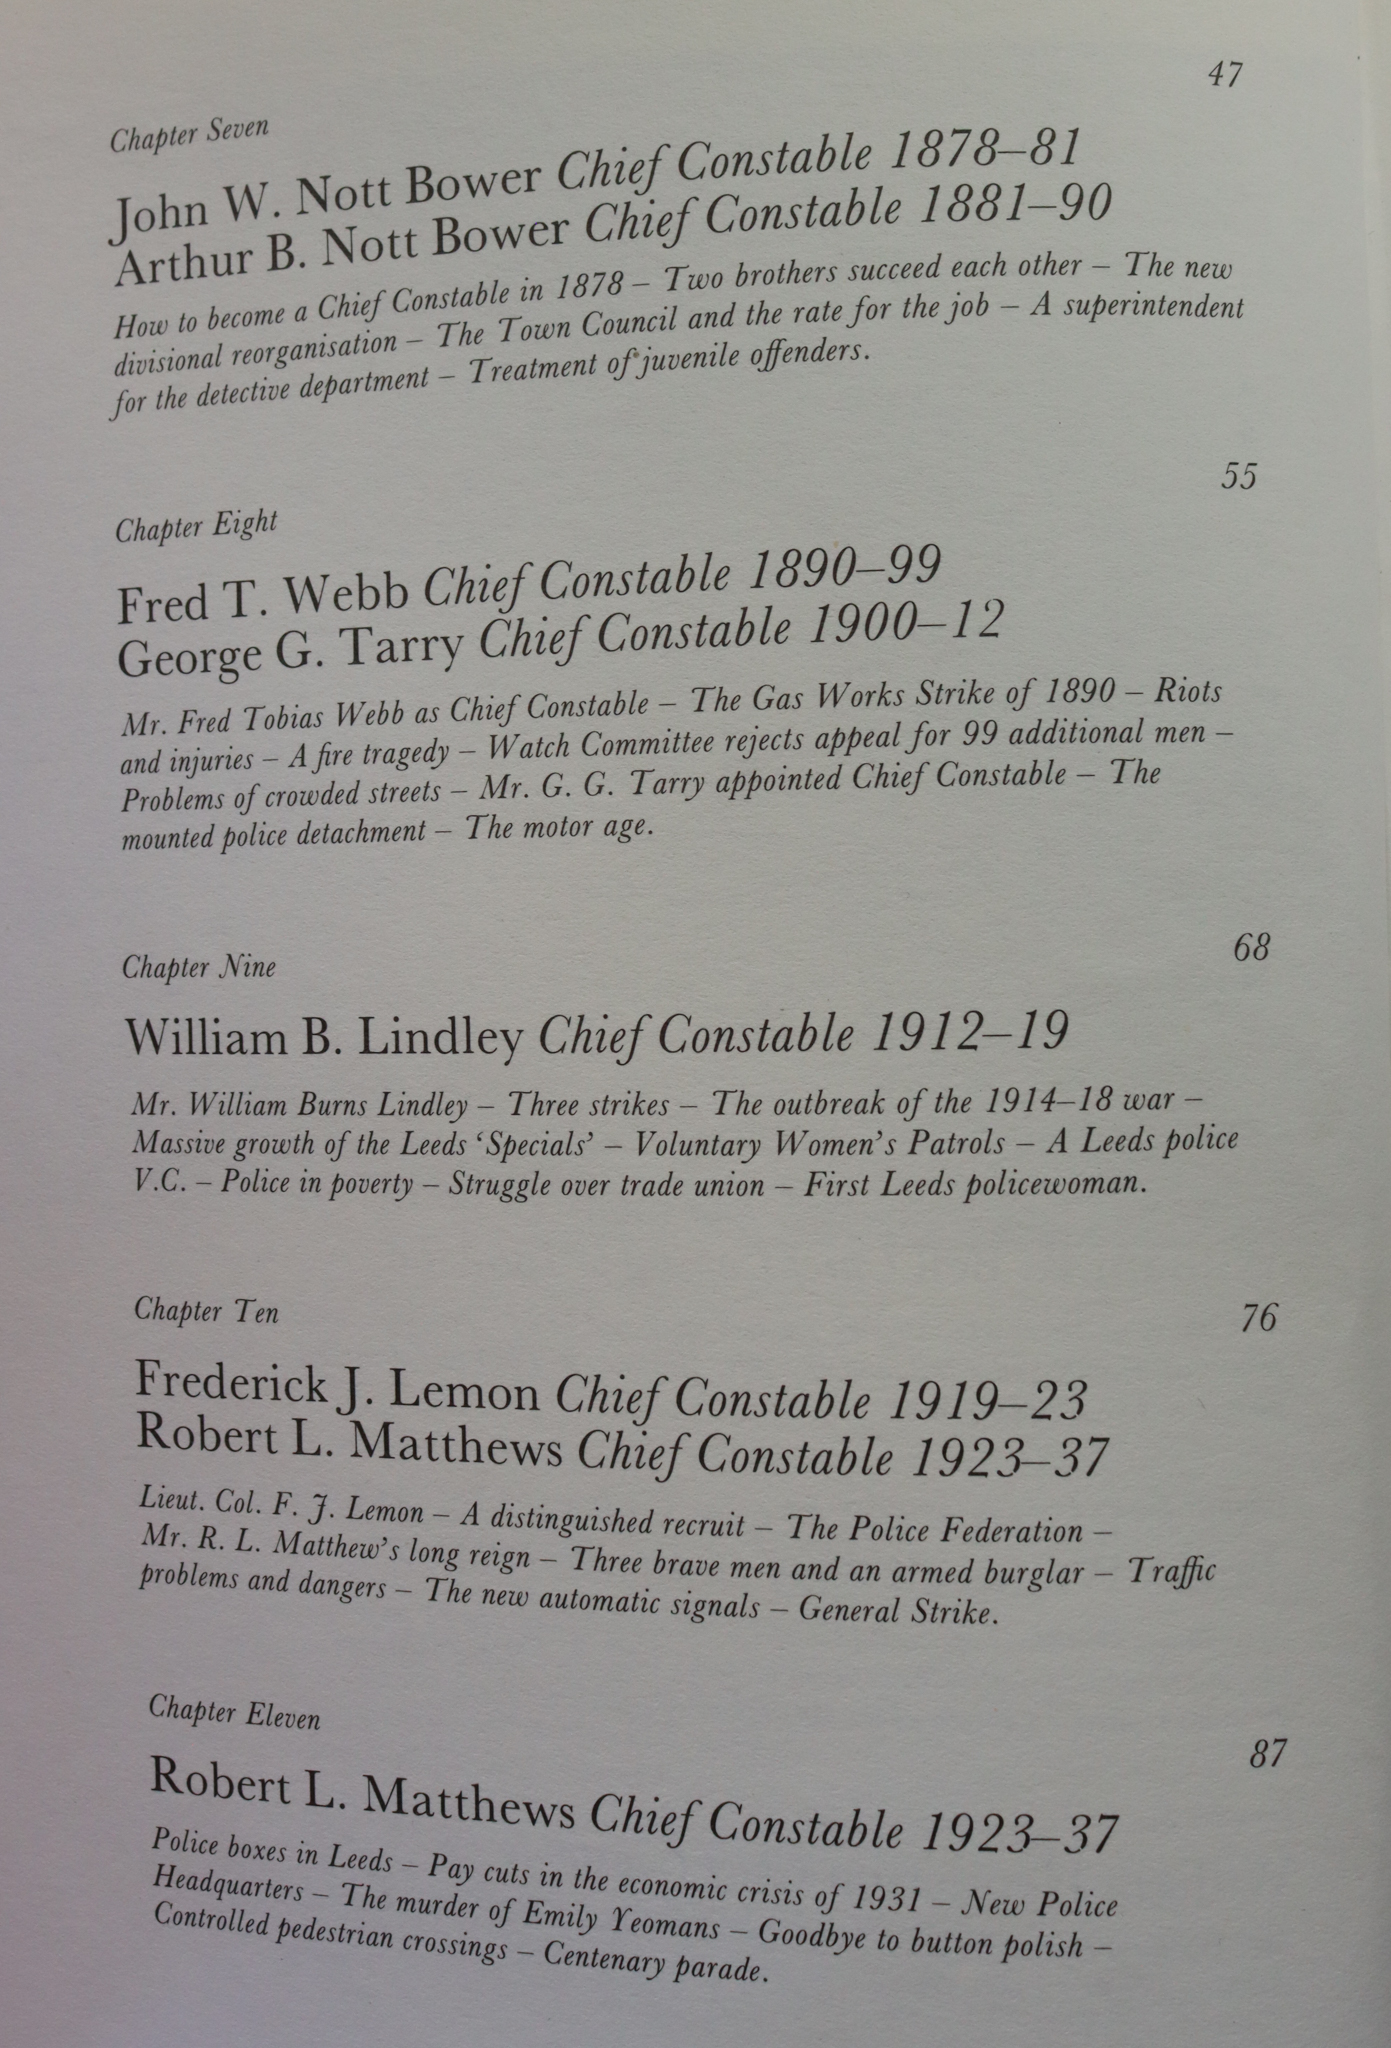 47
Chapter Seven
John W. Nott Bower Chief Constable 1878–81
Arthur B. Nott Bower Chief Constable 1881–90
How to become a Chief Constable in 1878 – Two brothers succeed each other – The new
divisional reorganisation – The Town Council and the rate for the job – A superintendent
for the detective department – Treatment of juvenile offenders.
55
Chapter Eight
Fred T. Webb Chief Constable 1890–99
George G. Tarry Chief Constable 1900–12
Mr. Fred Tobias Webb as Chief Constable – The Gas Works Strike of 1890 – Riots
and injuries – A fire tragedy – Watch Committee rejects appeal for 99 additional men –
Problems of crowded streets – Mr. G. G. Tarry appointed Chief Constable – The
mounted police detachment – The motor age.
68
Chapter Nine
William B. Lindley Chief Constable 1912–19
Mr. William Burns Lindley – Three strikes – The outbreak of the 1914–18 war –
Massive growth of the Leeds ‘Specials’ – Voluntary Women’s Patrols – A Leeds police
V.C. – Police in poverty – Struggle over trade union – First Leeds policewoman.
Chapter Ten
76
Frederick J. Lemon Chief Constable 1919–23
Robert L. Matthews Chief Constable 1923–37
Lieut. Col. F. J. Lemon – A distinguished recruit – The Police Federation –
Mr. R. L. Matthew’s long reign – Three brave men and an armed burglar – Traffic
problems and dangers – The new automatic signals – General Strike.
Chapter Eleven
87
Robert L. Matthews Chief Constable 1923–37
Police boxes in Leeds – Pay cuts in the economic crisis of 1931 – New Police
Headquarters – The murder of Emily Yeomans – Goodbye to button polish –
Controlled pedestrian crossings – Centenary parade.